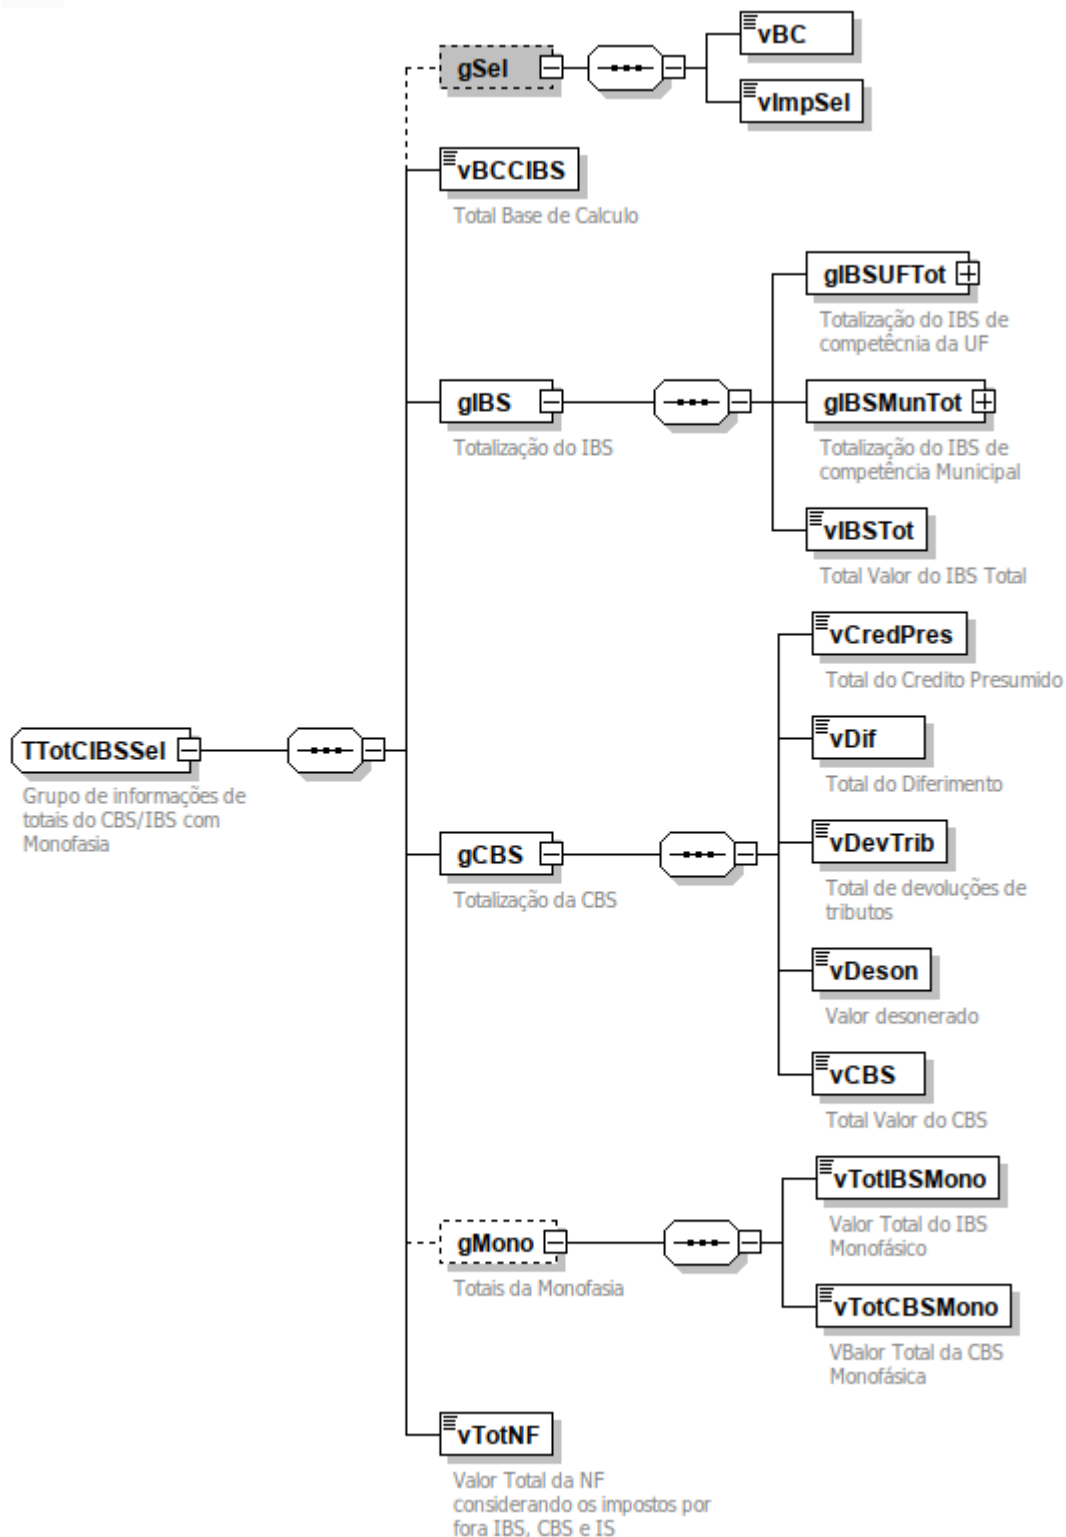 gSel
vBC
vImpSel
vBCCIBS
Total Base de Calculo
gIBSUFTot
Totalização do IBS de
competêcnia da UF
gIBS
Totalização do IBS
gIBSMunTot
Totalização do IBS de
competência Municipal
vIBSTot
Total Valor do IBS Total
vCredPres
Total do Credito Presumido
TTotCIBSSel
Grupo de informações de
totais do CBS/IBS com
Monofasia
vDif
Total do Diferimento
gCBS
Totalização da CBS
vDevTrib
Total de devoluções de
tributos
vDeson
Valor desonerado
vCBS
Total Valor do CBS
gMono
Totais da Monofasia
vTotIBSMono
Valor Total do IBS
Monofásico
vTotCBSMono
VBalor Total da CBS
Monofásica
vTotNF
Valor Total da NF
considerando os impostos por
fora IBS, CBS e IS